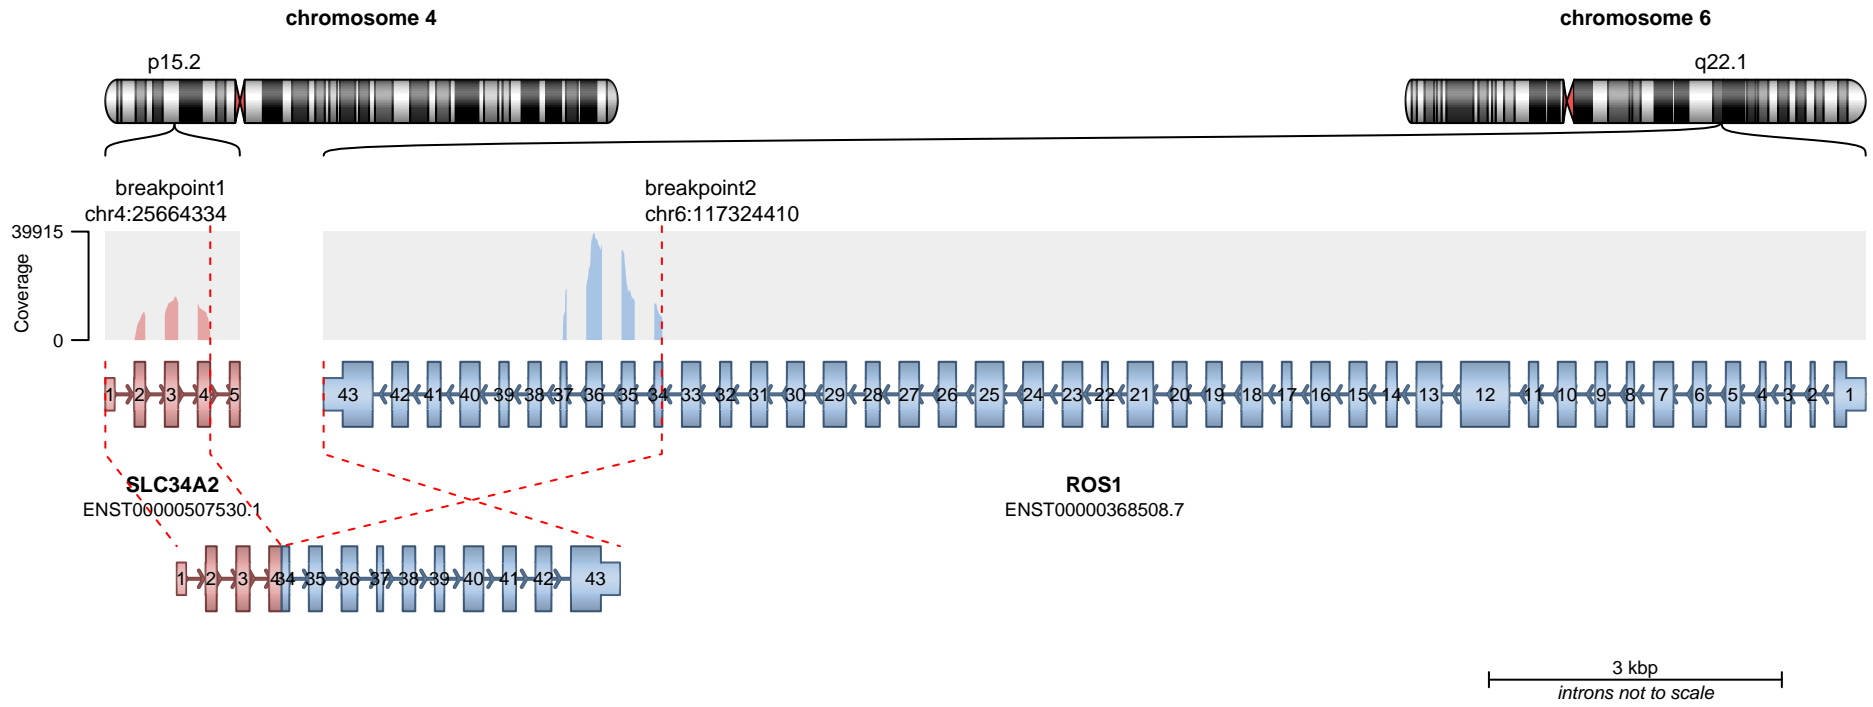 chromosome 4
chromosome 6
p15.2
q22.1
breakpoint1
chr4:25664334
breakpoint2
chr6:117324410
39915
Coverage
0
1 2 3 4 5
43 42 41 40 39 38 37 36 35 34 33 32 31 30 29 28 27 26 25 24 23 22 21 20 19 18 17 16 15 14 13 12 11 10 9 8 7 6 5 4 3 2 1
SLC34A2
ENST00000507530.1
ROS1
ENST00000368508.7
1 2 3 4 34 35 36 37 38 39 40 41 42 43
3 kbp
introns not to scale